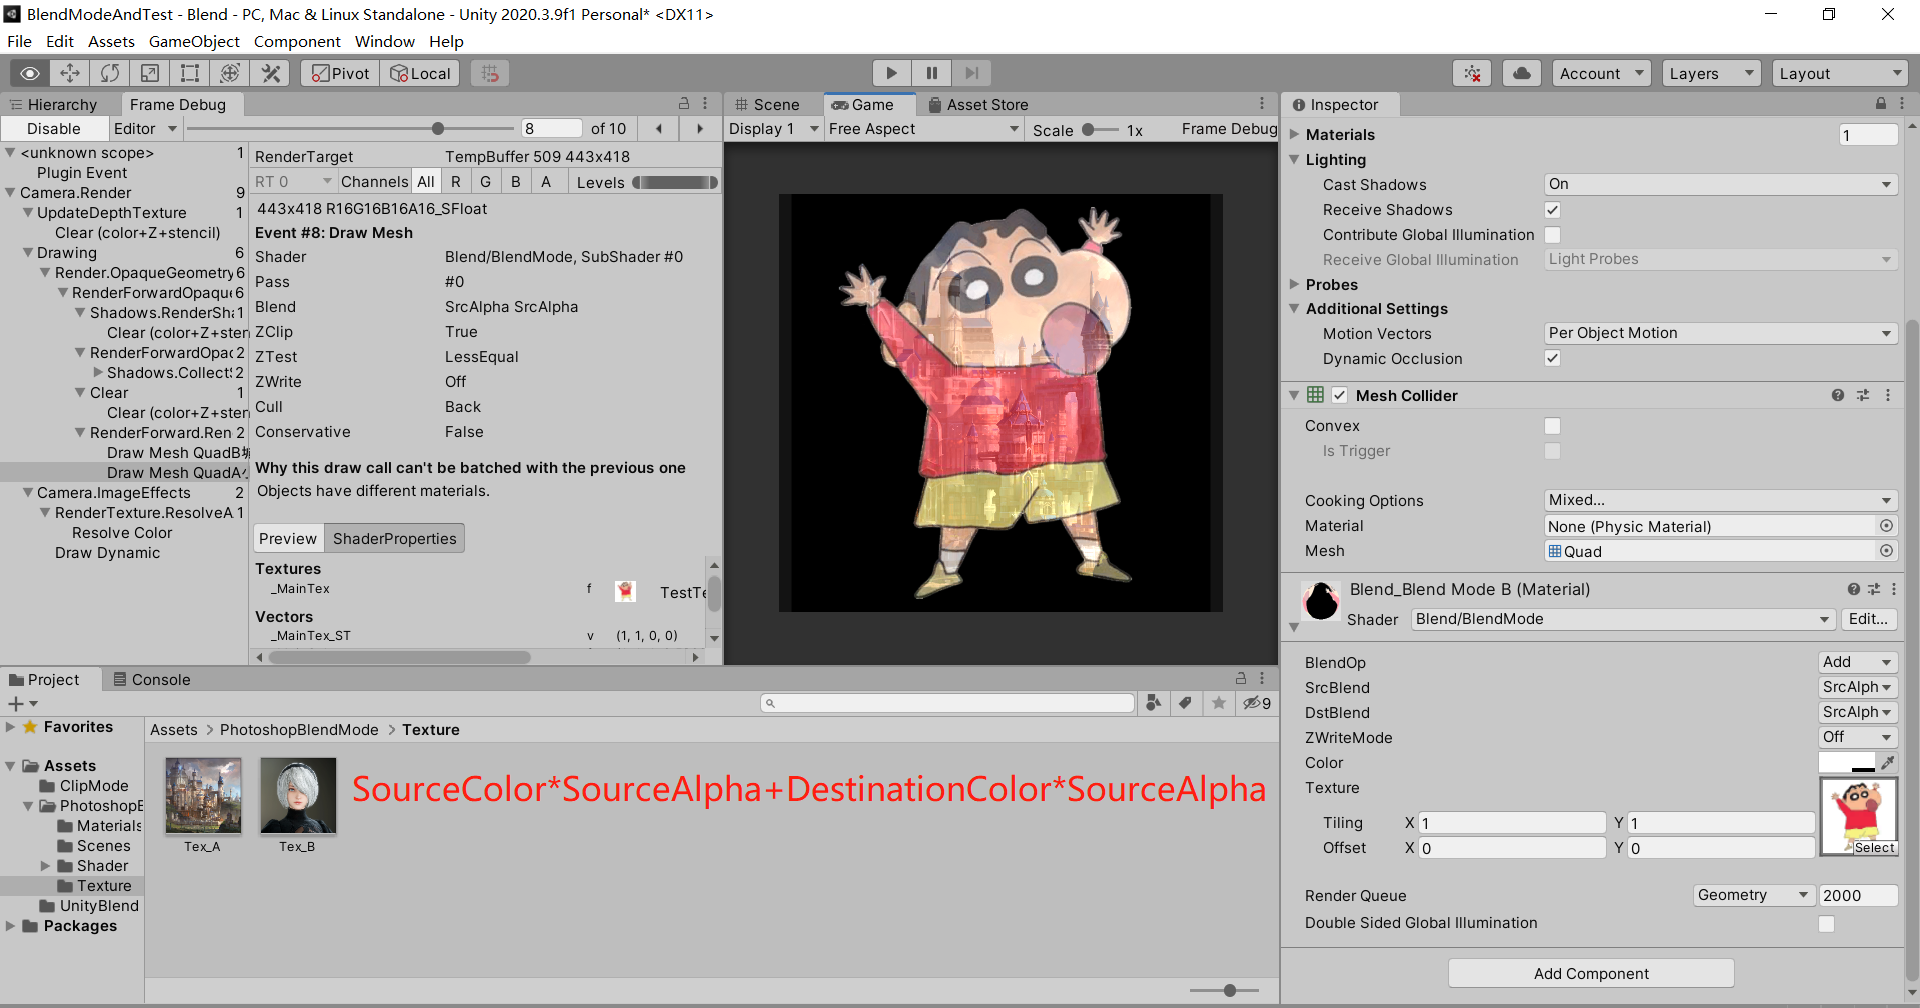 BlendModeAndTest - Blend - PC, Mac & Linux Standalone - Unity 2020.3.9f1 Personal* <DX11>
File Edit Assets GameObject Component Window Help
Pivot Local Account Layers Layout
Hierarchy Frame Debug
Disable Editor 8 of 10
<unknown scope> 1
Plugin Event
Camera.Render 9
UpdateDepthTexture 1
Clear (color+Z+stencil)
Drawing 6
Render.OpaqueGeometry 6
RenderForwardOpaque 6
Shadows.RenderSha 1
Clear (color+Z+sten
RenderForwardOpac 2
Shadows.Collect 2
Clear 1
Clear (color+Z+sten
RenderForward.Ren 2
Draw Mesh QuadB
Draw Mesh QuadA
Camera.ImageEffects 2
RenderTexture.ResolveA 1
Resolve Color
Draw Dynamic
RenderTarget TempBuffer 509 443x418
RT 0 Channels All R G B A Levels
443x418 R16G16B16A16_SFloat
Event #8: Draw Mesh
Shader Blend/BlendMode, SubShader #0
Pass #0
Blend SrcAlpha SrcAlpha
ZClip True
ZTest LessEqual
ZWrite Off
Cull Back
Conservative False
Why this draw call can't be batched with the previous one
Objects have different materials.
Preview ShaderProperties
Textures
_MainTex f TestTe
Vectors
_MainTex_ST v (1, 1, 0, 0)
Scene Game Asset Store
Display 1 Free Aspect Scale 1x Frame Debug
Inspector
Materials 1
Lighting
Cast Shadows On
Receive Shadows
Contribute Global Illumination
Receive Global Illumination Light Probes
Probes
Additional Settings
Motion Vectors Per Object Motion
Dynamic Occlusion
Mesh Collider
Convex
Is Trigger
Cooking Options Mixed...
Material None (Physic Material)
Mesh Quad
Blend_Blend Mode B (Material)
Shader Blend/BlendMode Edit...
BlendOp Add
SrcBlend SrcAlph
DstBlend SrcAlph
ZWriteMode Off
Color
Texture
Tiling X 1 Y 1
Offset X 0 Y 0
Select
Render Queue Geometry 2000
Double Sided Global Illumination
Add Component
Project Console
9
Favorites
Assets
ClipMode
PhotoshopB
Materials
Scenes
Shader
Texture
UnityBlend
Packages
Assets > PhotoshopBlendMode > Texture
Tex_A Tex_B
SourceColor*SourceAlpha+DestinationColor*SourceAlpha